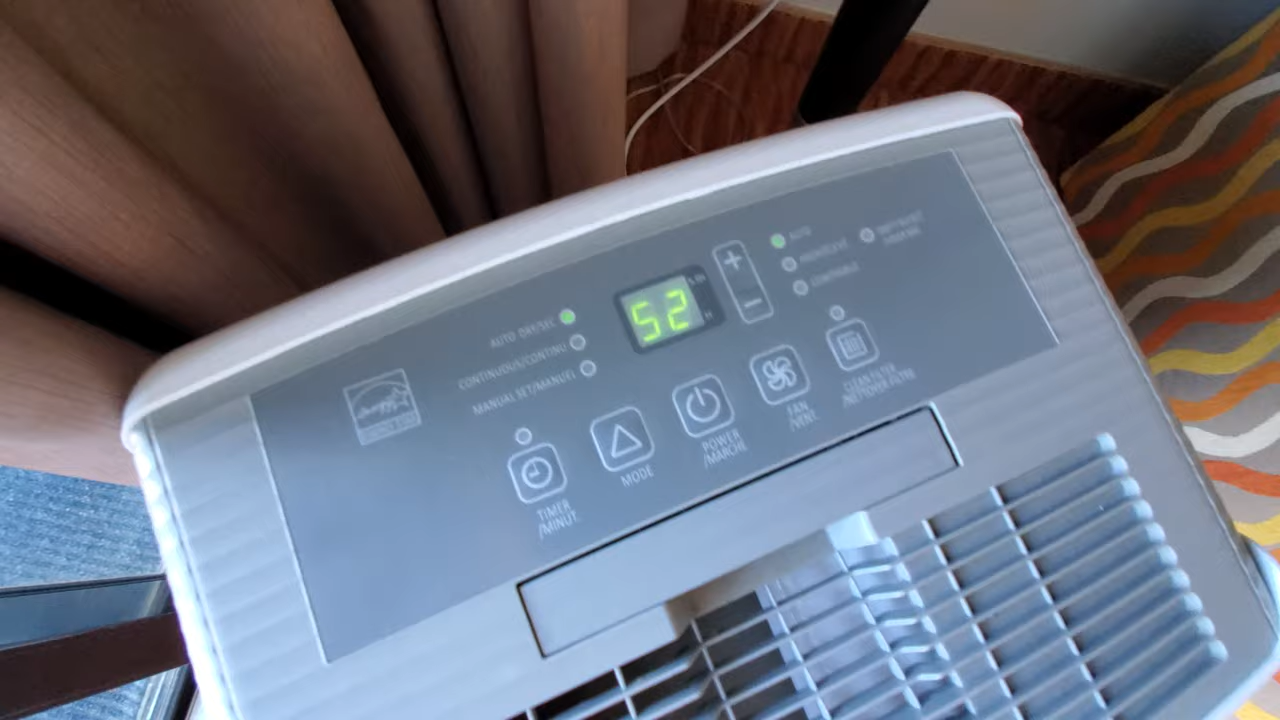 AUTO DRY/SEC
CONTINUOUS/CONTINU
MANUAL SET/MANUEL
52
+
−
AUTO
TIMER
/MINUT.
MODE
POWER
/MARCHE
FAN
/VENT.
CLEAN FILTER
/NETTOYER FILTRE